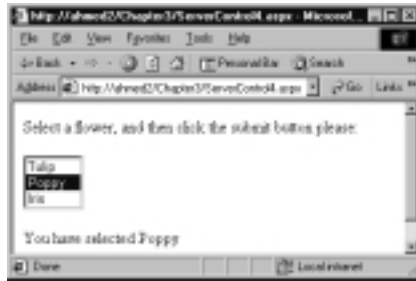 http://ahmed2/Chapter3/ServerControl4.aspx - Microsof...
File Edit View Favorites Tools Help
Back Personal Bar Search
Address http://ahmed2/Chapter3/ServerControl4.aspx Go Links
Select a flower, and then click the submit button please:
Tulip
Poppy
Iris
You have selected Poppy
Done Local intranet